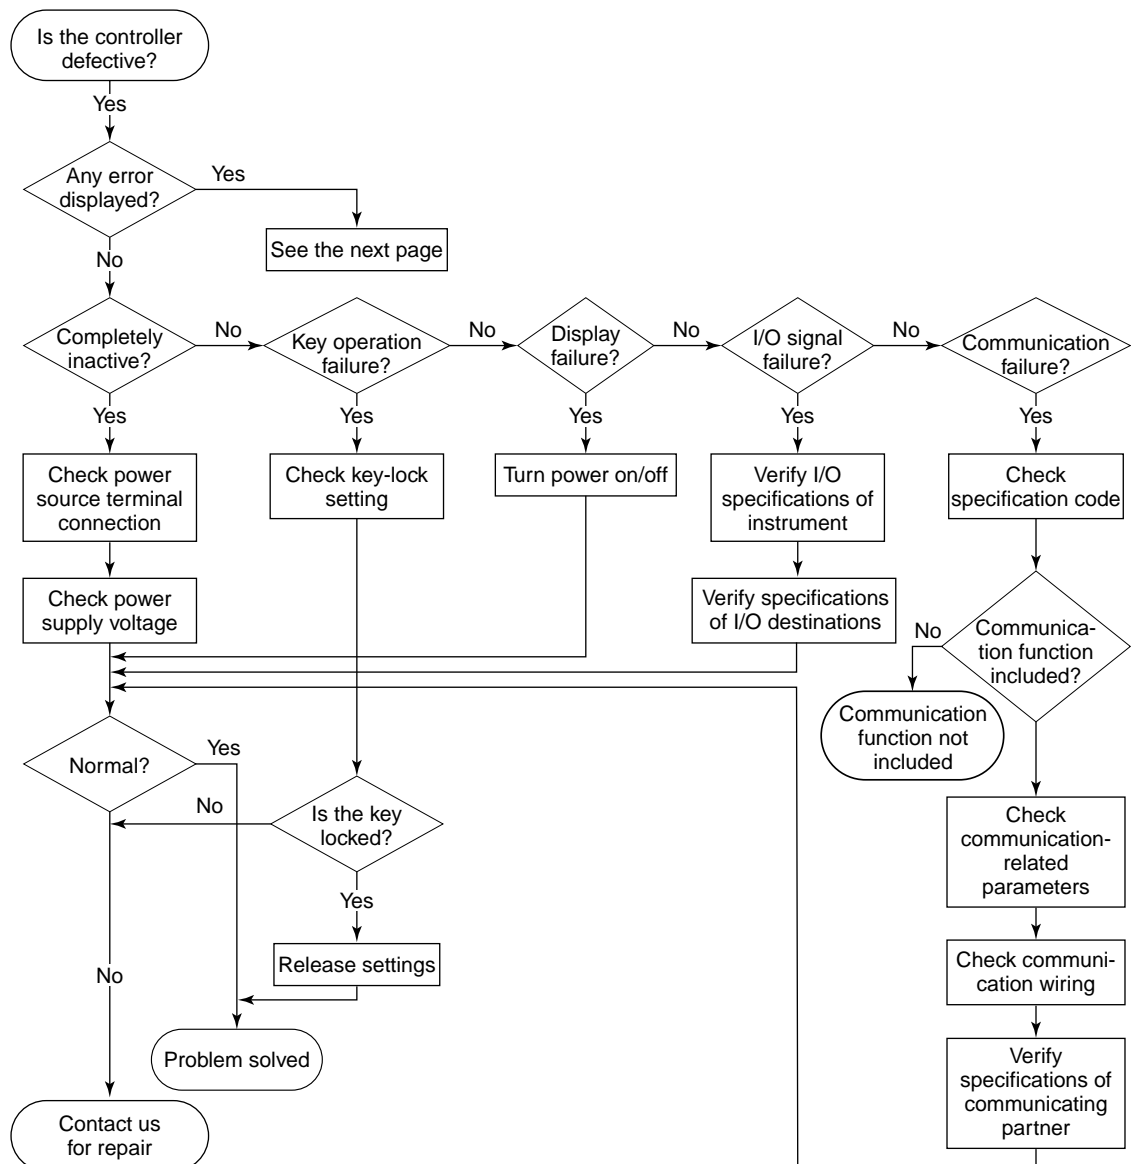 Is the controller
defective?
Yes
Any error
displayed?
Yes
See the next page
No
Completely
inactive?
No
Key operation
failure?
No
Display
failure?
No
I/O signal
failure?
No
Communication
failure?
Yes
Yes
Yes
Yes
Yes
Check power
source terminal
connection
Check key-lock
setting
Turn power on/off
Verify I/O
specifications of
instrument
Check
specification code
Check power
supply voltage
Verify specifications
of I/O destinations
No
Communica-
tion function
included?
Communication
function not
included
Normal?
Yes
No
Is the key
locked?
Check
communication-
related
parameters
Yes
Release settings
No
Check communi-
cation wiring
Problem solved
Verify
specifications of
communicating
partner
Contact us
for repair